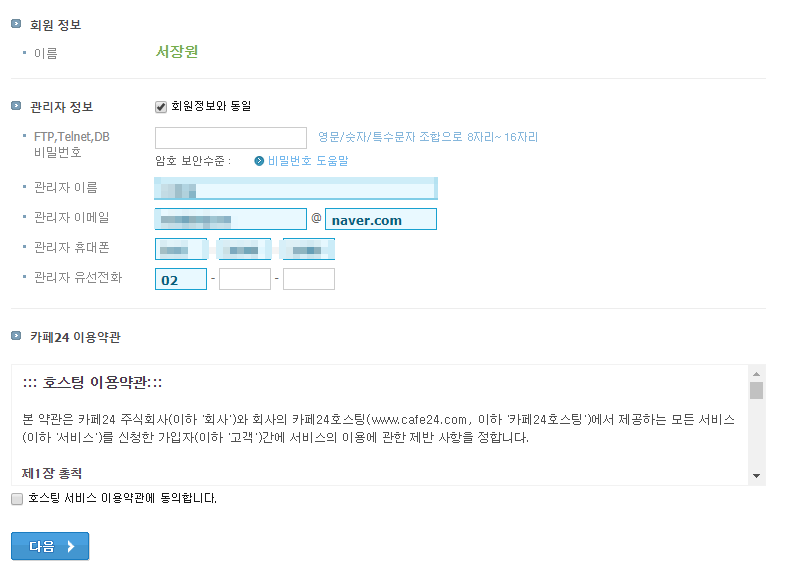 회원 정보
이름 서장원
관리자 정보 회원정보와 동일
FTP,Telnet,DB 비밀번호 영문/숫자/특수문자 조합으로 8자리~ 16자리
암호 보안수준 : 비밀번호 도움말
관리자 이름
관리자 이메일 @ naver.com
관리자 휴대폰 - -
관리자 유선전화 02 - -
카페24 이용약관
::: 호스팅 이용약관:::
본 약관은 카페24 주식회사(이하 '회사')와 회사의 카페24호스팅(www.cafe24.com, 이하 '카페24호스팅')에서 제공하는 모든 서비스
(이하 '서비스')를 신청한 가입자(이하 '고객')간에 서비스의 이용에 관한 제반 사항을 정합니다.
제1장 총칙
호스팅 서비스 이용약관에 동의합니다.
다음